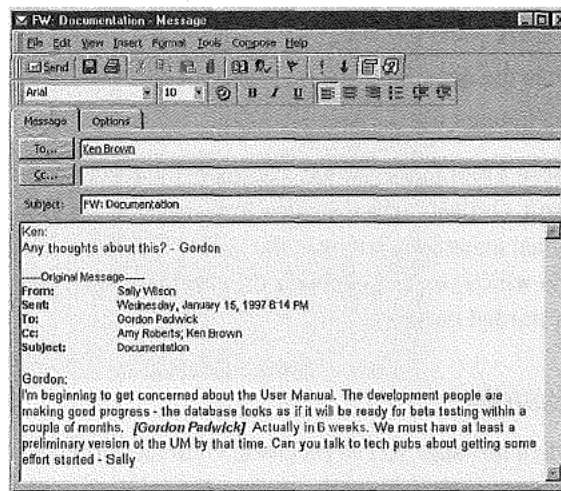 FW: Documentation - Message
File Edit View Insert Format Tools Compose Help
Send
Arial 10 B I U
Message Options
To... Ken Brown
Cc...
Subject: FW: Documentation
Ken:
Any thoughts about this? - Gordon
-----Original Message-----
From: Sally Wilson
Sent: Wednesday, January 15, 1997 6:14 PM
To: Gordon Padwick
Cc: Amy Roberts; Ken Brown
Subject: Documentation
Gordon:
I'm beginning to get concerned about the User Manual. The development people are
making good progress - the database looks as if it will be ready for beta testing within a
couple of months. [Gordon Padwick] Actually in 6 weeks. We must have at least a
preliminary version of the UM by that time. Can you talk to tech pubs about getting some
effort started - Sally